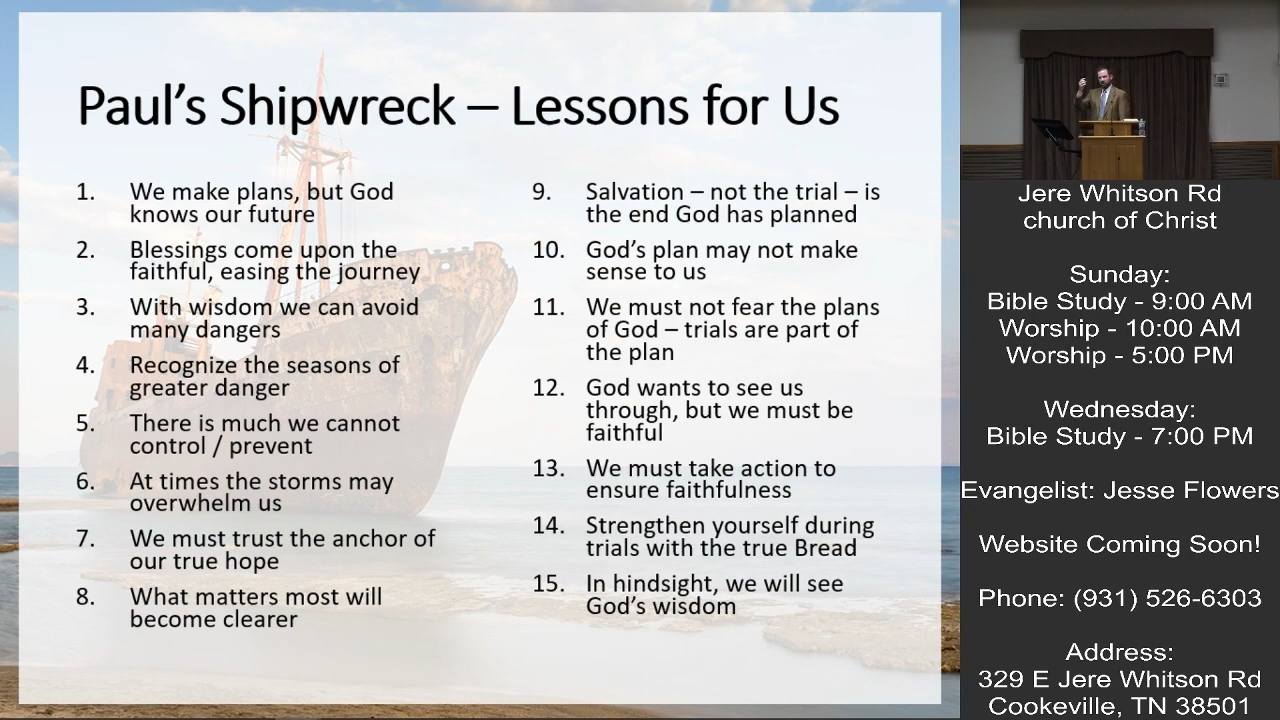 Paul's Shipwreck – Lessons for Us
1. We make plans, but God
knows our future
2. Blessings come upon the
faithful, easing the journey
3. With wisdom we can avoid
many dangers
4. Recognize the seasons of
greater danger
5. There is much we cannot
control / prevent
6. At times the storms may
overwhelm us
7. We must trust the anchor of
our true hope
8. What matters most will
become clearer
9. Salvation – not the trial – is
the end God has planned
10. God's plan may not make
sense to us
11. We must not fear the plans
of God – trials are part of
the plan
12. God wants to see us
through, but we must be
faithful
13. We must take action to
ensure faithfulness
14. Strengthen yourself during
trials with the true Bread
15. In hindsight, we will see
God's wisdom
Jere Whitson Rd
church of Christ
Sunday:
Bible Study - 9:00 AM
Worship - 10:00 AM
Worship - 5:00 PM
Wednesday:
Bible Study - 7:00 PM
Evangelist: Jesse Flowers
Website Coming Soon!
Phone: (931) 526-6303
Address:
329 E Jere Whitson Rd
Cookeville, TN 38501